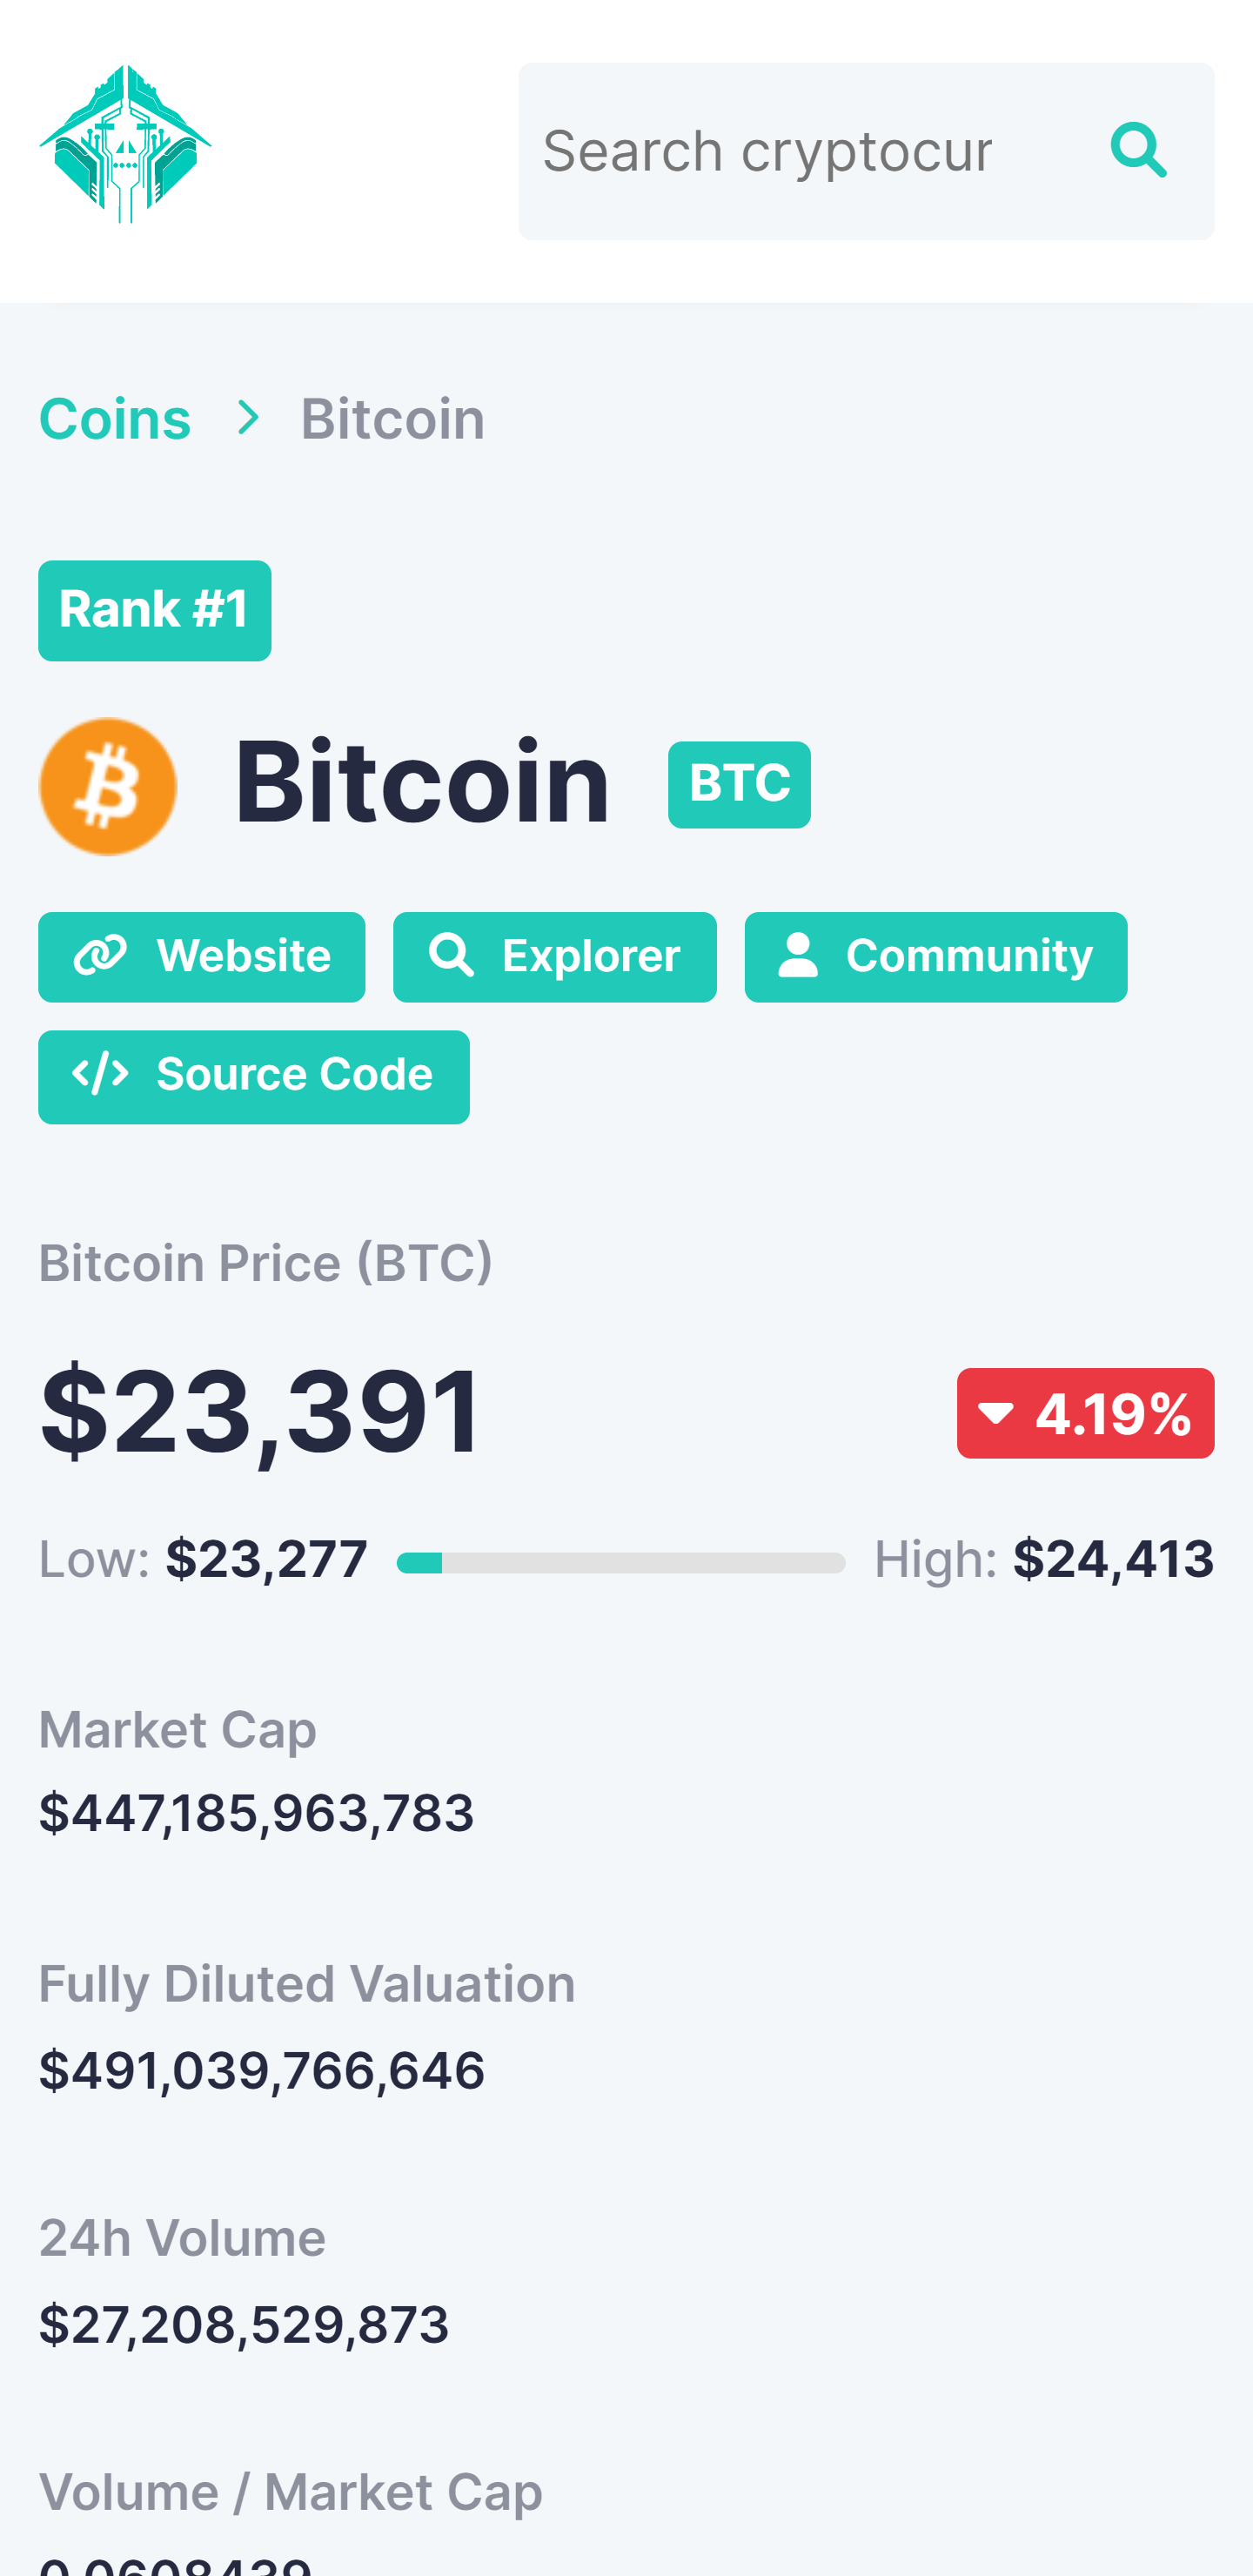 Search cryptocur
Coins > Bitcoin
Rank #1
Bitcoin BTC
Website Explorer Community
Source Code
Bitcoin Price (BTC)
$23,391 4.19%
Low: $23,277 High: $24,413
Market Cap
$447,185,963,783
Fully Diluted Valuation
$491,039,766,646
24h Volume
$27,208,529,873
Volume / Market Cap
0.0608439